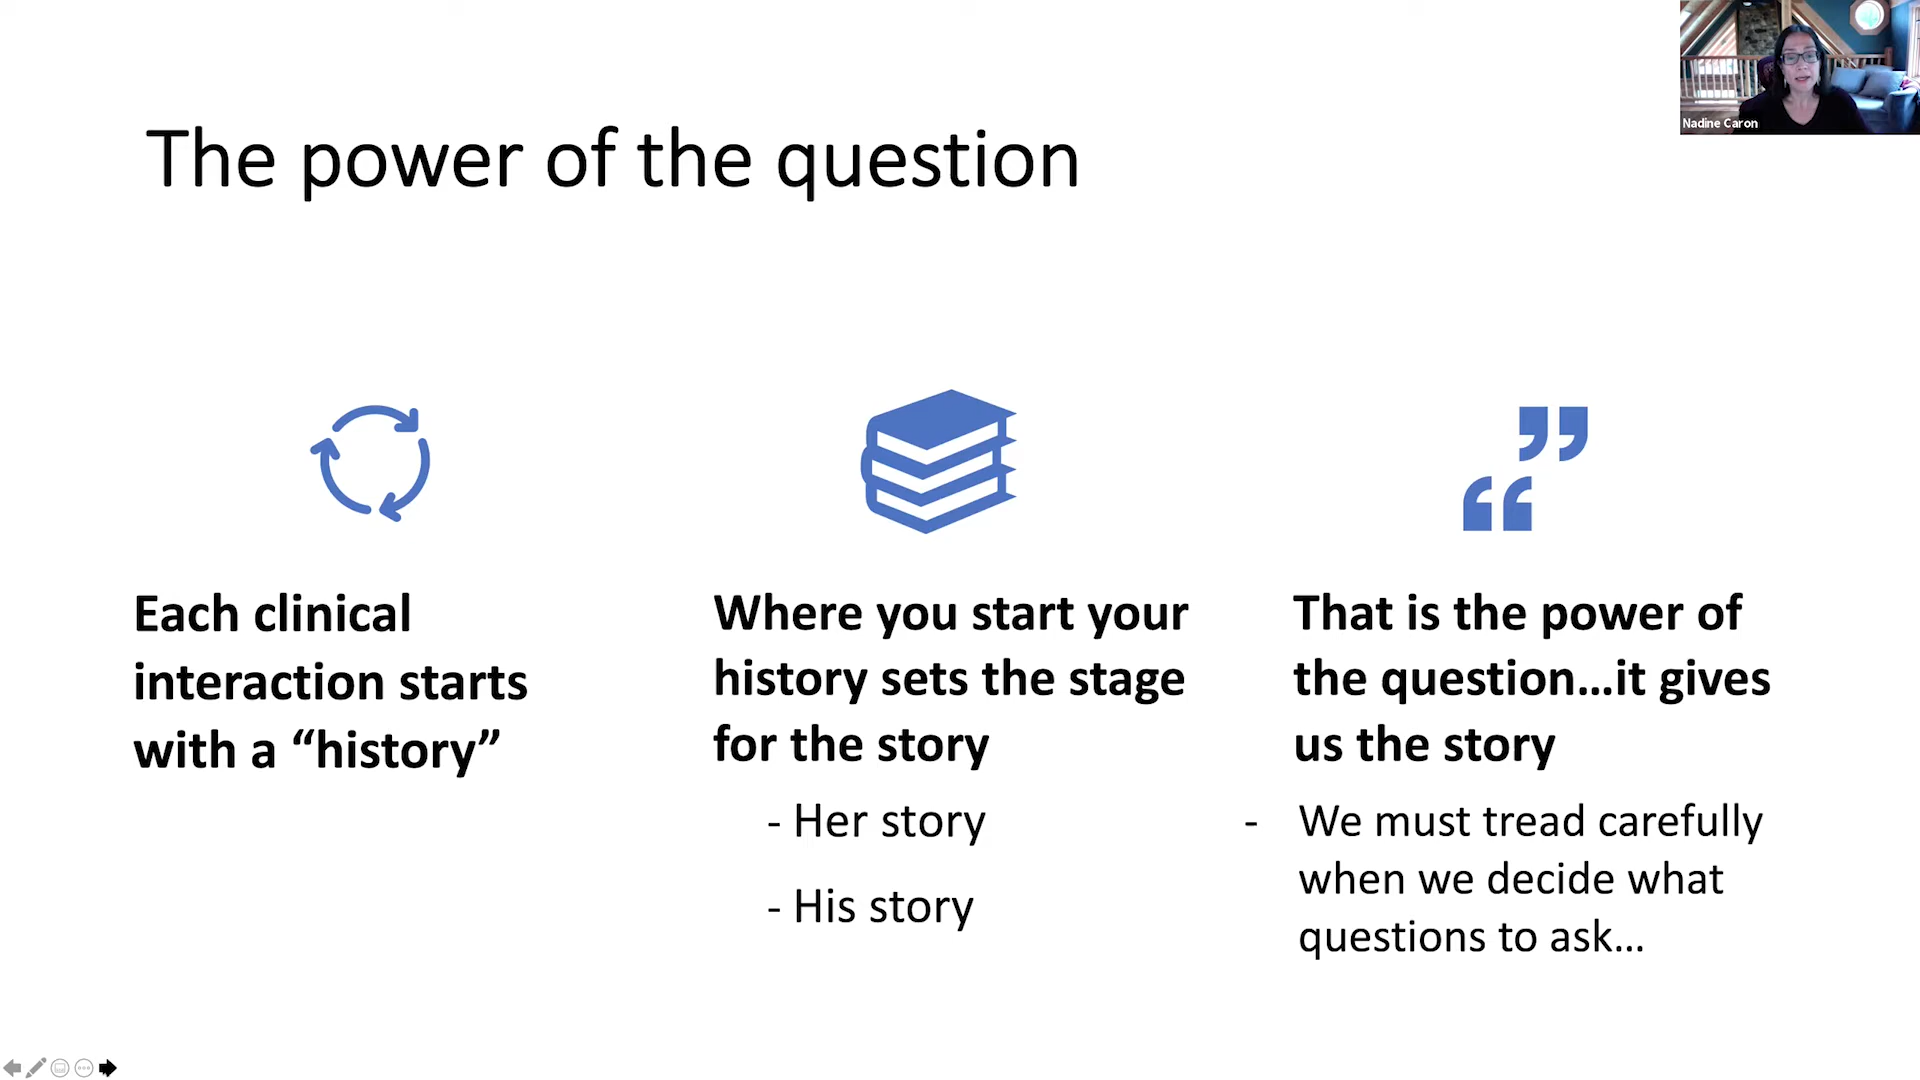 Nadine Caron
The power of the question
Each clinical
interaction starts
with a “history”
Where you start your
history sets the stage
for the story
- Her story
- His story
That is the power of
the question...it gives
us the story
- We must tread carefully
when we decide what
questions to ask...